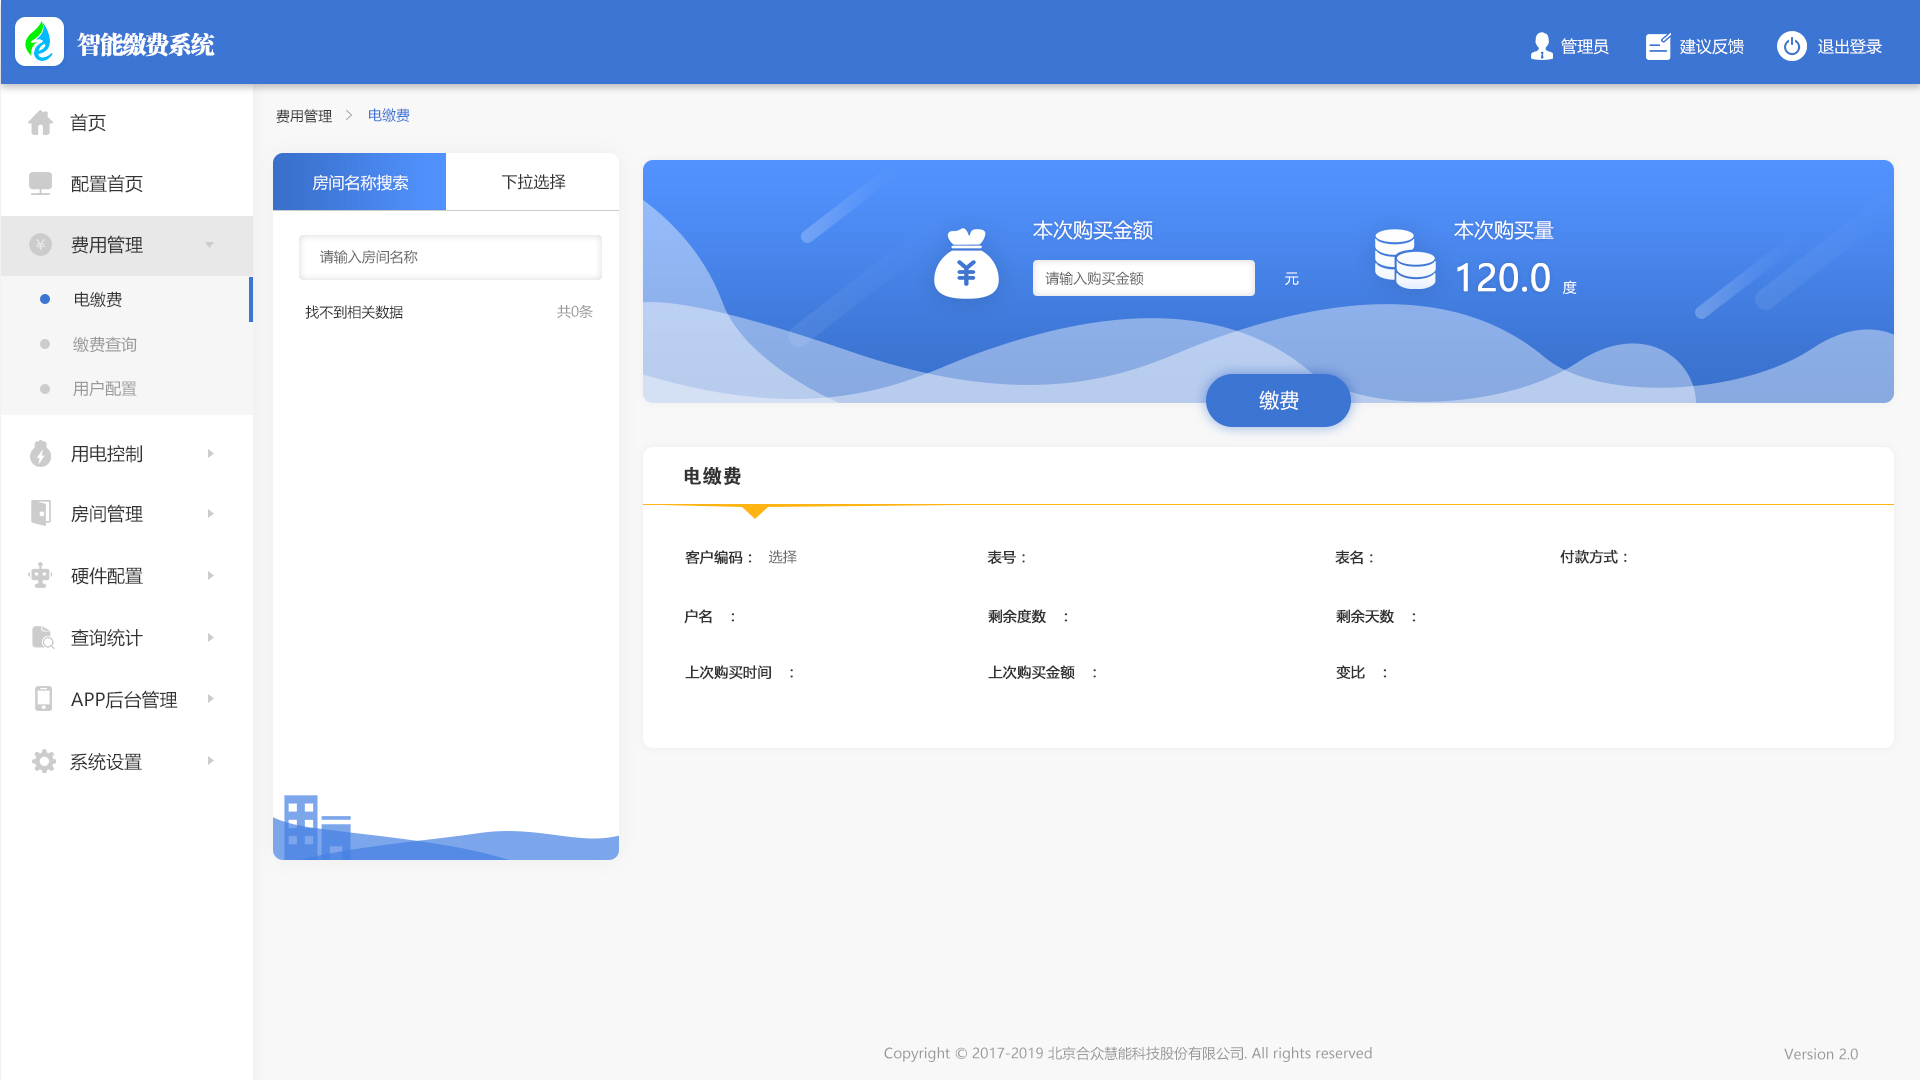 智能缴费系统
管理员
建议反馈
退出登录
首页
配置首页
费用管理
电缴费
缴费查询
用户配置
用电控制
房间管理
硬件配置
查询统计
APP后台管理
系统设置
费用管理 > 电缴费
房间名称搜索
下拉选择
请输入房间名称
找不到相关数据
共0条
本次购买金额
请输入购买金额
元
本次购买量
120.0 度
缴费
电缴费
客户编码： 选择
表号：
表名：
付款方式：
户名 ：
剩余度数 ：
剩余天数 ：
上次购买时间 ：
上次购买金额 ：
变比 ：
Copyright © 2017-2019 北京合众慧能科技股份有限公司. All rights reserved
Version 2.0